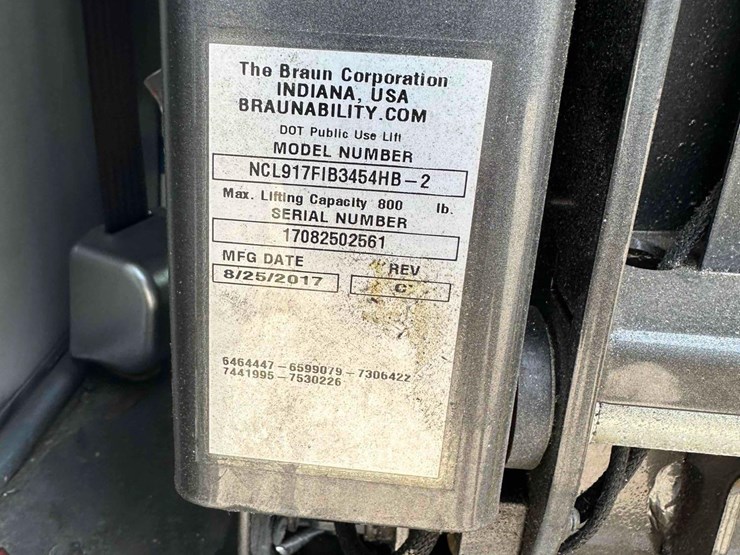 The Braun Corporation
INDIANA, USA
BRAUNABILITY.COM
DOT Public Use Lift
MODEL NUMBER
NCL917FIB3454HB-2
Max. Lifting Capacity 800 lb.
SERIAL NUMBER
17082502561
MFG DATE REV
8/25/2017 C
6464447-6599079-7306422
7441995-7530226